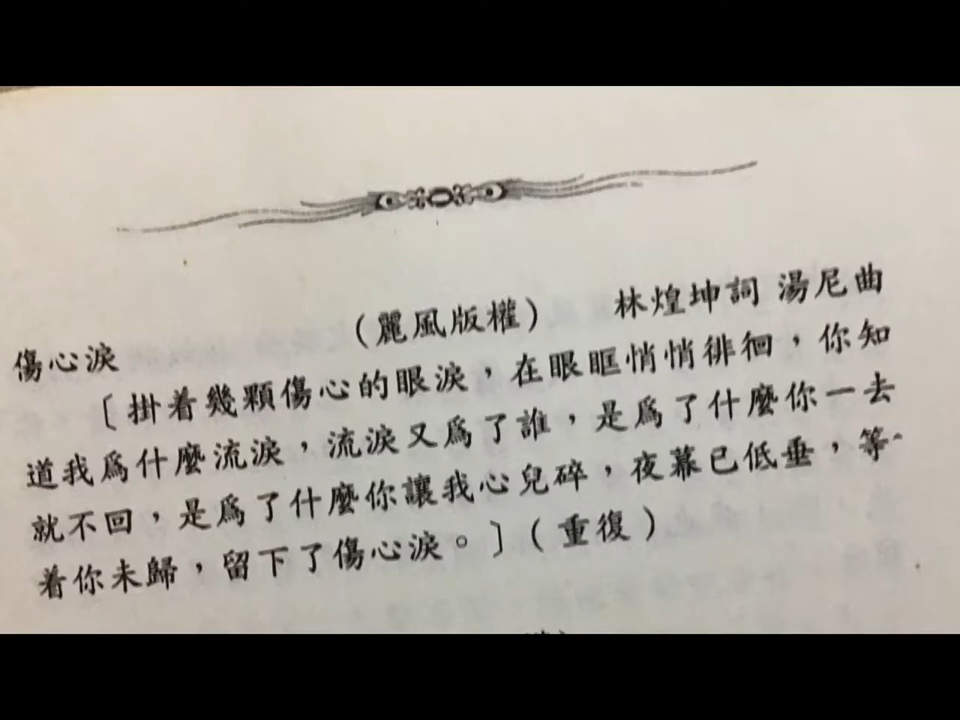 傷心淚　（麗風版權）　林煌坤詞 湯尼曲
〔掛着幾顆傷心的眼淚，在眼眶悄悄徘徊，你知
道我爲什麼流淚，流淚又爲了誰，是爲了什麼你一去
就不回，是爲了什麼你讓我心兒碎，夜幕已低垂，等
着你未歸，留下了傷心淚。〕（重復）